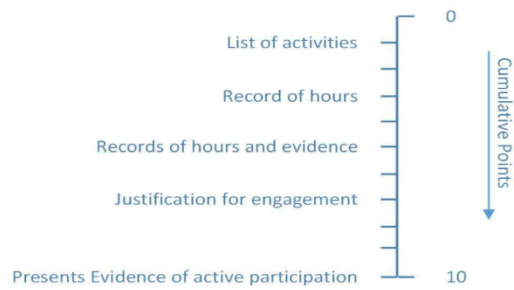 0
List of activities
Record of hours
Records of hours and evidence
Justification for engagement
Presents Evidence of active participation
10
Cumulative Points